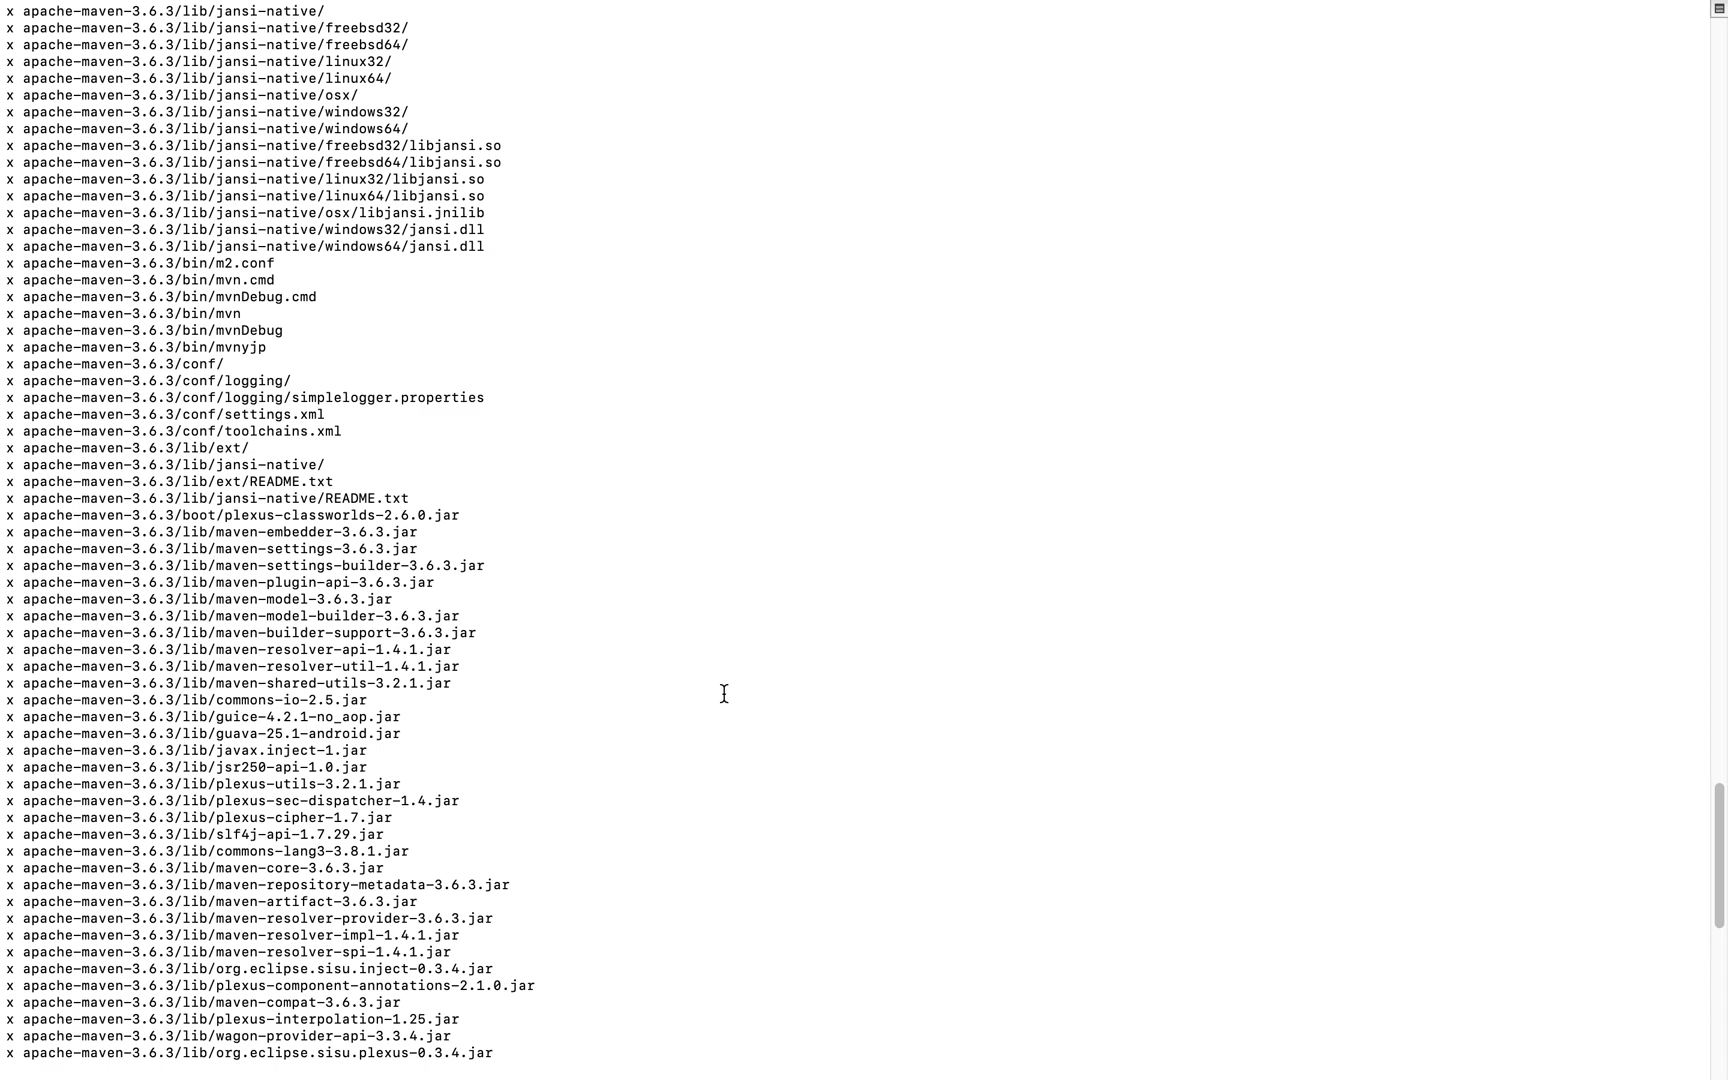 x apache-maven-3.6.3/lib/jansi-native/
x apache-maven-3.6.3/lib/jansi-native/freebsd32/
x apache-maven-3.6.3/lib/jansi-native/freebsd64/
x apache-maven-3.6.3/lib/jansi-native/linux32/
x apache-maven-3.6.3/lib/jansi-native/linux64/
x apache-maven-3.6.3/lib/jansi-native/osx/
x apache-maven-3.6.3/lib/jansi-native/windows32/
x apache-maven-3.6.3/lib/jansi-native/windows64/
x apache-maven-3.6.3/lib/jansi-native/freebsd32/libjansi.so
x apache-maven-3.6.3/lib/jansi-native/freebsd64/libjansi.so
x apache-maven-3.6.3/lib/jansi-native/linux32/libjansi.so
x apache-maven-3.6.3/lib/jansi-native/linux64/libjansi.so
x apache-maven-3.6.3/lib/jansi-native/osx/libjansi.jnilib
x apache-maven-3.6.3/lib/jansi-native/windows32/jansi.dll
x apache-maven-3.6.3/lib/jansi-native/windows64/jansi.dll
x apache-maven-3.6.3/bin/m2.conf
x apache-maven-3.6.3/bin/mvn.cmd
x apache-maven-3.6.3/bin/mvnDebug.cmd
x apache-maven-3.6.3/bin/mvn
x apache-maven-3.6.3/bin/mvnDebug
x apache-maven-3.6.3/bin/mvnyjp
x apache-maven-3.6.3/conf/
x apache-maven-3.6.3/conf/logging/
x apache-maven-3.6.3/conf/logging/simplelogger.properties
x apache-maven-3.6.3/conf/settings.xml
x apache-maven-3.6.3/conf/toolchains.xml
x apache-maven-3.6.3/lib/ext/
x apache-maven-3.6.3/lib/jansi-native/
x apache-maven-3.6.3/lib/ext/README.txt
x apache-maven-3.6.3/lib/jansi-native/README.txt
x apache-maven-3.6.3/boot/plexus-classworlds-2.6.0.jar
x apache-maven-3.6.3/lib/maven-embedder-3.6.3.jar
x apache-maven-3.6.3/lib/maven-settings-3.6.3.jar
x apache-maven-3.6.3/lib/maven-settings-builder-3.6.3.jar
x apache-maven-3.6.3/lib/maven-plugin-api-3.6.3.jar
x apache-maven-3.6.3/lib/maven-model-3.6.3.jar
x apache-maven-3.6.3/lib/maven-model-builder-3.6.3.jar
x apache-maven-3.6.3/lib/maven-builder-support-3.6.3.jar
x apache-maven-3.6.3/lib/maven-resolver-api-1.4.1.jar
x apache-maven-3.6.3/lib/maven-resolver-util-1.4.1.jar
x apache-maven-3.6.3/lib/maven-shared-utils-3.2.1.jar
x apache-maven-3.6.3/lib/commons-io-2.5.jar
x apache-maven-3.6.3/lib/guice-4.2.1-no_aop.jar
x apache-maven-3.6.3/lib/guava-25.1-android.jar
x apache-maven-3.6.3/lib/javax.inject-1.jar
x apache-maven-3.6.3/lib/jsr250-api-1.0.jar
x apache-maven-3.6.3/lib/plexus-utils-3.2.1.jar
x apache-maven-3.6.3/lib/plexus-sec-dispatcher-1.4.jar
x apache-maven-3.6.3/lib/plexus-cipher-1.7.jar
x apache-maven-3.6.3/lib/slf4j-api-1.7.29.jar
x apache-maven-3.6.3/lib/commons-lang3-3.8.1.jar
x apache-maven-3.6.3/lib/maven-core-3.6.3.jar
x apache-maven-3.6.3/lib/maven-repository-metadata-3.6.3.jar
x apache-maven-3.6.3/lib/maven-artifact-3.6.3.jar
x apache-maven-3.6.3/lib/maven-resolver-provider-3.6.3.jar
x apache-maven-3.6.3/lib/maven-resolver-impl-1.4.1.jar
x apache-maven-3.6.3/lib/maven-resolver-spi-1.4.1.jar
x apache-maven-3.6.3/lib/org.eclipse.sisu.inject-0.3.4.jar
x apache-maven-3.6.3/lib/plexus-component-annotations-2.1.0.jar
x apache-maven-3.6.3/lib/maven-compat-3.6.3.jar
x apache-maven-3.6.3/lib/plexus-interpolation-1.25.jar
x apache-maven-3.6.3/lib/wagon-provider-api-3.3.4.jar
x apache-maven-3.6.3/lib/org.eclipse.sisu.plexus-0.3.4.jar